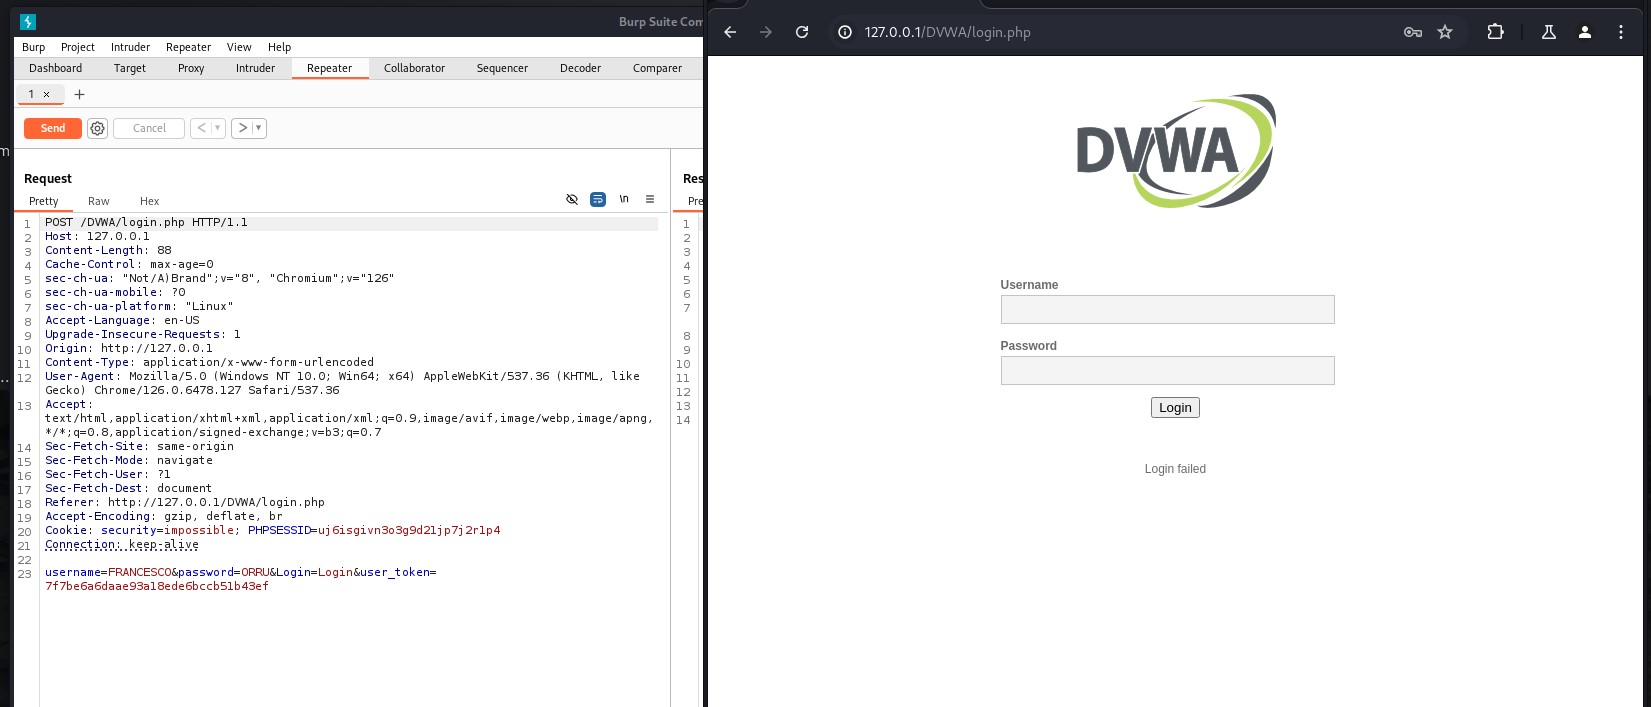 Burp Suite Com
Burp Project Intruder Repeater View Help
Dashboard Target Proxy Intruder Repeater Collaborator Sequencer Decoder Comparer
1 × +
Send Cancel < >
Request
Pretty Raw Hex \n
1 POST /DVWA/login.php HTTP/1.1
2 Host: 127.0.0.1
3 Content-Length: 88
4 Cache-Control: max-age=0
5 sec-ch-ua: "Not/A)Brand";v="8", "Chromium";v="126"
6 sec-ch-ua-mobile: ?0
7 sec-ch-ua-platform: "Linux"
8 Accept-Language: en-US
9 Upgrade-Insecure-Requests: 1
10 Origin: http://127.0.0.1
11 Content-Type: application/x-www-form-urlencoded
12 User-Agent: Mozilla/5.0 (Windows NT 10.0; Win64; x64) AppleWebKit/537.36 (KHTML, like
Gecko) Chrome/126.0.6478.127 Safari/537.36
13 Accept:
text/html,application/xhtml+xml,application/xml;q=0.9,image/avif,image/webp,image/apng,
*/*;q=0.8,application/signed-exchange;v=b3;q=0.7
14 Sec-Fetch-Site: same-origin
15 Sec-Fetch-Mode: navigate
16 Sec-Fetch-User: ?1
17 Sec-Fetch-Dest: document
18 Referer: http://127.0.0.1/DVWA/login.php
19 Accept-Encoding: gzip, deflate, br
20 Cookie: security=impossible; PHPSESSID=uj6isgivn3o3g9d21jp7j2r1p4
21 Connection: keep-alive
22
23 username=FRANCESCO&password=ORRU&Login=Login&user_token=
7f7be6a6daae93a18ede6bccb51b43ef
Res
Pre
1
2
3
4
5
6
7
8
9
10
11
12
13
14
127.0.0.1/DVWA/login.php
DVWA
Username
Password
Login
Login failed